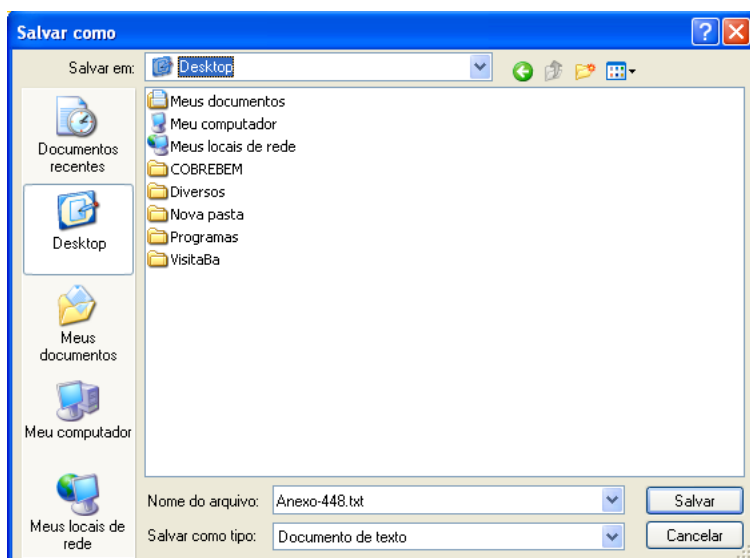 Salvar como
Salvar em:
Desktop
Documentos
recentes
Desktop
Meus
documentos
Meu computador
Meus locais de
rede
Meus documentos
Meu computador
Meus locais de rede
COBREBEM
Diversos
Nova pasta
Programas
VisitaBa
Nome do arquivo:
Anexo-448.txt
Salvar
Salvar como tipo:
Documento de texto
Cancelar